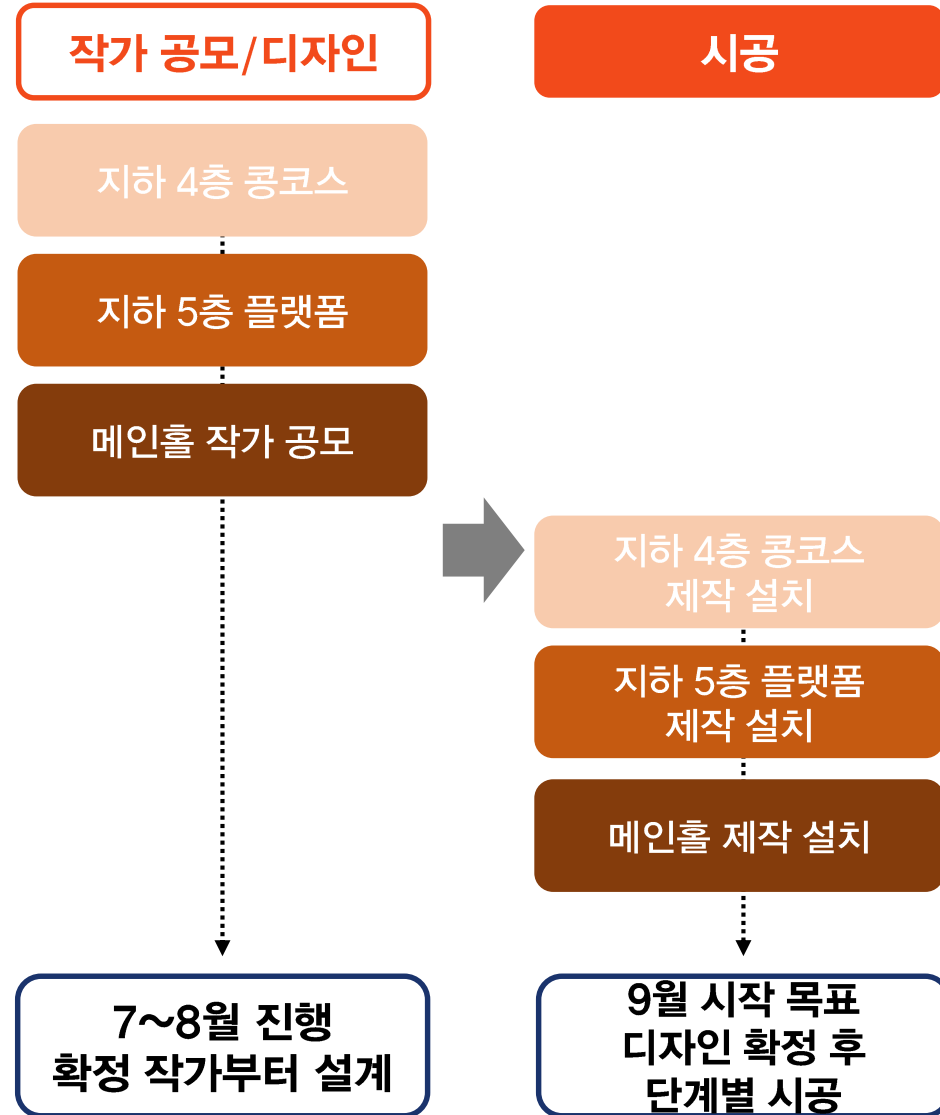 작가 공모/디자인
지하 4층 콩코스
지하 5층 플랫폼
메인홀 작가 공모
7~8월 진행
확정 작가부터 설계
시공
지하 4층 콩코스
제작 설치
지하 5층 플랫폼
제작 설치
메인홀 제작 설치
9월 시작 목표
디자인 확정 후
단계별 시공